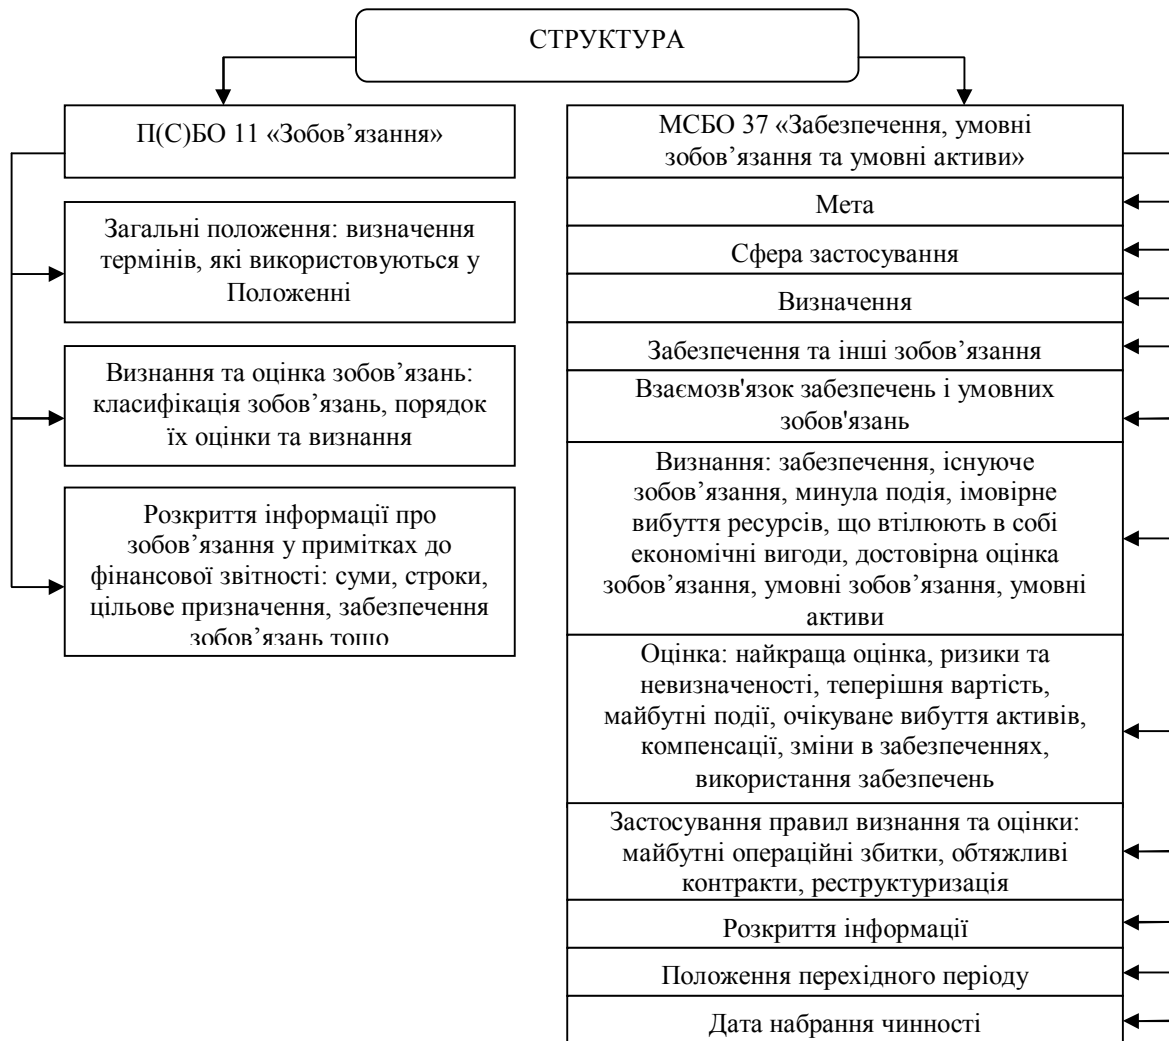 СТРУКТУРА
П(С)БО 11 «Зобов’язання»
Загальні положення: визначення
термінів, які використовуються у
Положенні
Визнання та оцінка зобов’язань:
класифікація зобов’язань, порядок
їх оцінки та визнання
Розкриття інформації про
зобов’язання у примітках до
фінансової звітності: суми, строки,
цільове призначення, забезпечення
зобов’язань тощо
МСБО 37 «Забезпечення, умовні
зобов’язання та умовні активи»
Мета
Сфера застосування
Визначення
Забезпечення та інші зобов’язання
Взаємозв'язок забезпечень і умовних
зобов'язань
Визнання: забезпечення, існуюче
зобов’язання, минула подія, імовірне
вибуття ресурсів, що втілюють в собі
економічні вигоди, достовірна оцінка
зобов’язання, умовні зобов’язання, умовні
активи
Оцінка: найкраща оцінка, ризики та
невизначеності, теперішня вартість,
майбутні події, очікуване вибуття активів,
компенсації, зміни в забезпеченнях,
використання забезпечень
Застосування правил визнання та оцінки:
майбутні операційні збитки, обтяжливі
контракти, реструктуризація
Розкриття інформації
Положення перехідного періоду
Дата набрання чинності